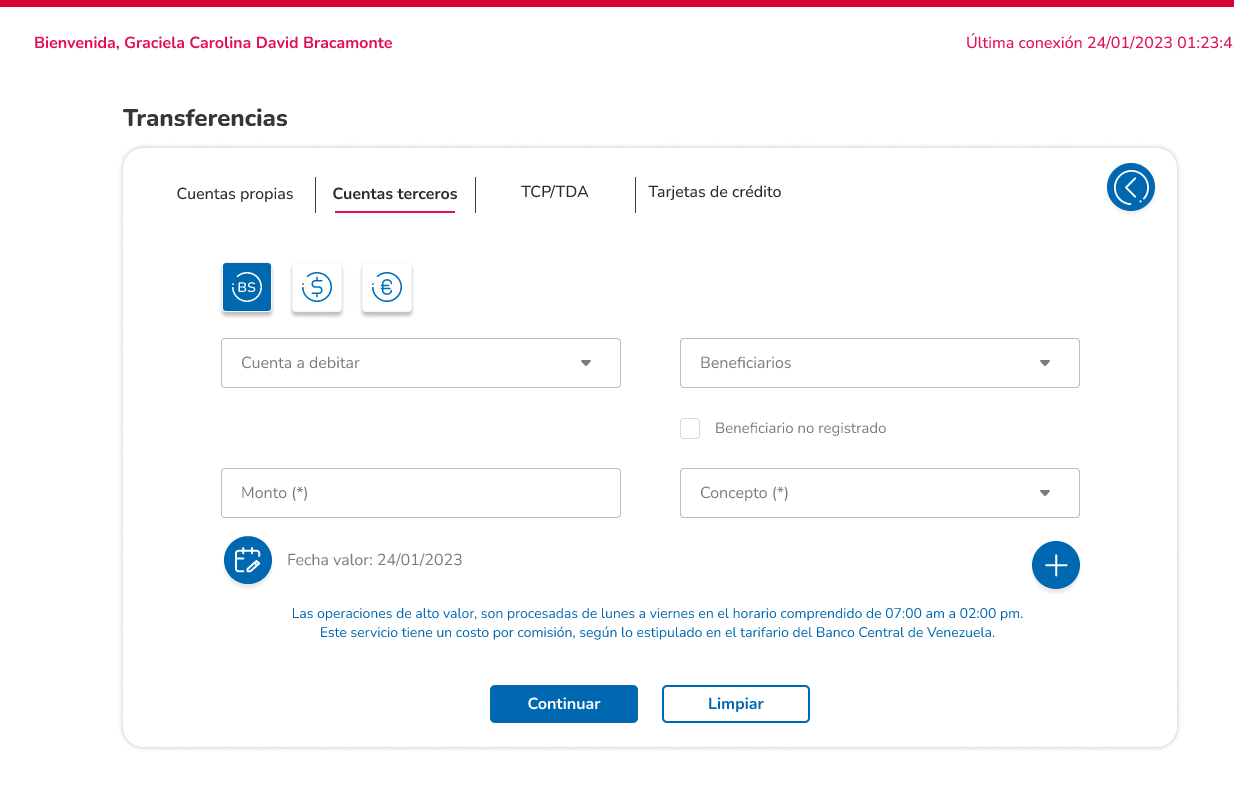 Bienvenida, Graciela Carolina David Bracamonte
Última conexión 24/01/2023 01:23:4
Transferencias
Cuentas propias
Cuentas terceros
TCP/TDA
Tarjetas de crédito
BS
$
€
Cuenta a debitar
Beneficiarios
Beneficiario no registrado
Monto (*)
Concepto (*)
Fecha valor: 24/01/2023
Las operaciones de alto valor, son procesadas de lunes a viernes en el horario comprendido de 07:00 am a 02:00 pm.
Este servicio tiene un costo por comisión, según lo estipulado en el tarifario del Banco Central de Venezuela.
Continuar
Limpiar